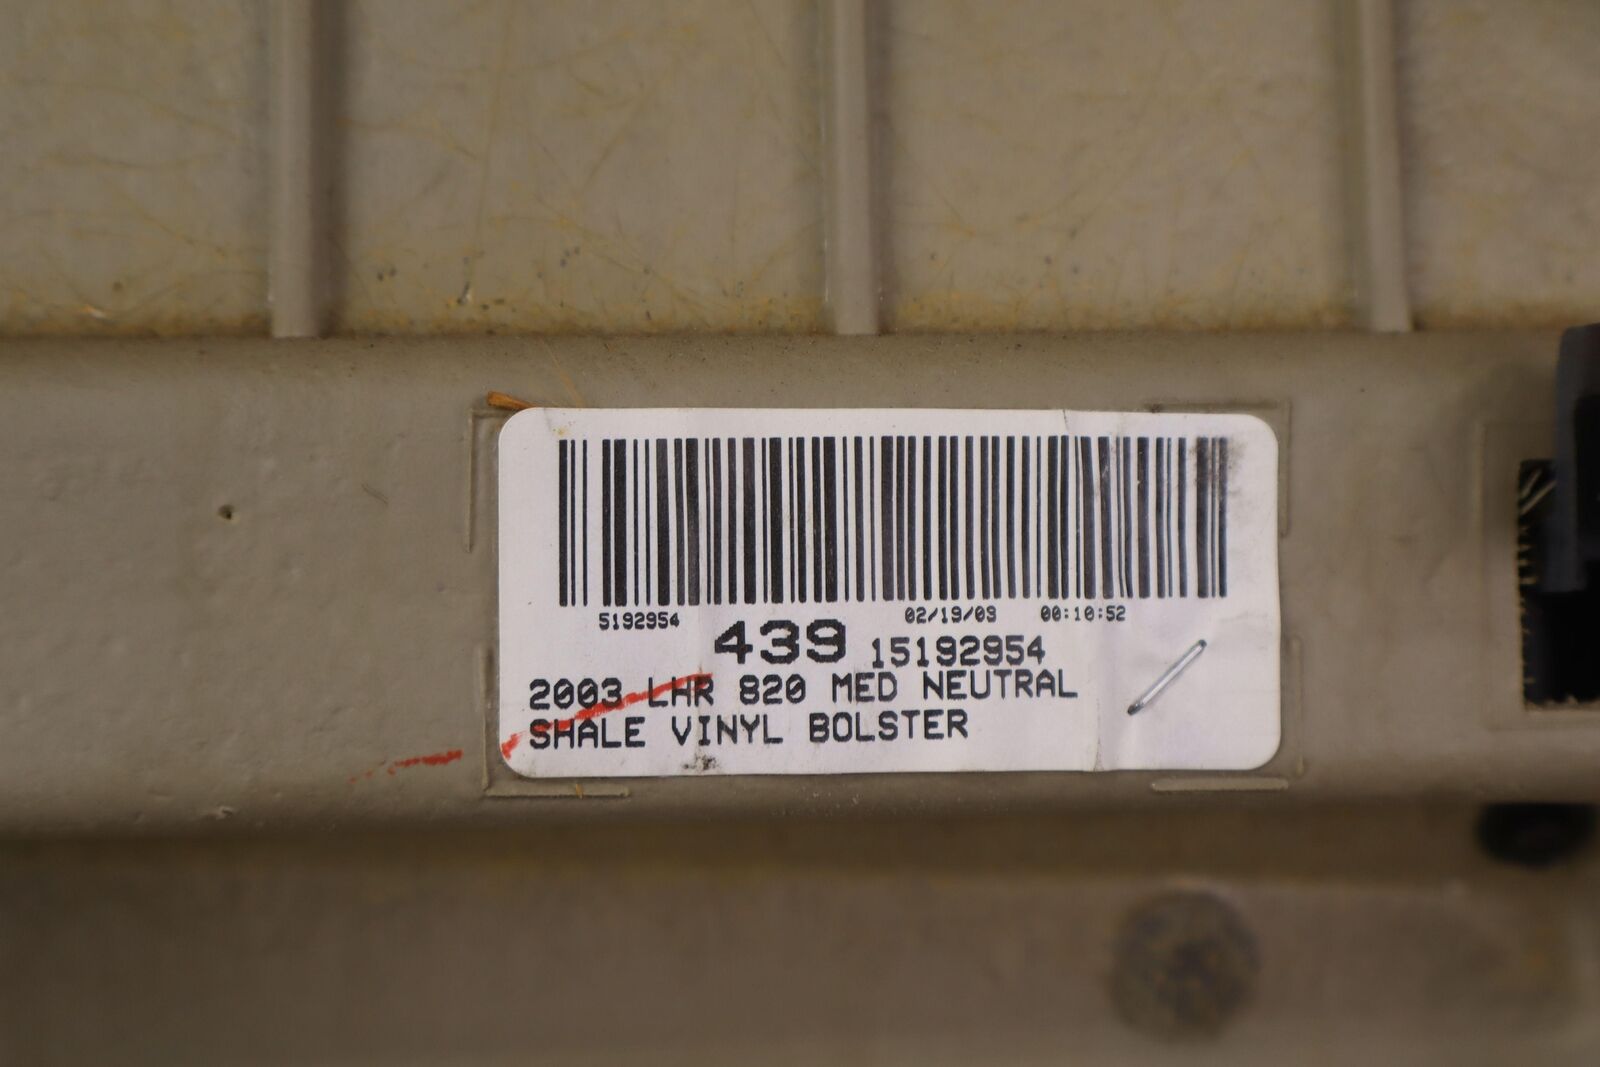 5192954 02/19/03 00:10:52
439 15192954
2003 LHR 820 MED NEUTRAL
SHALE VINYL BOLSTER